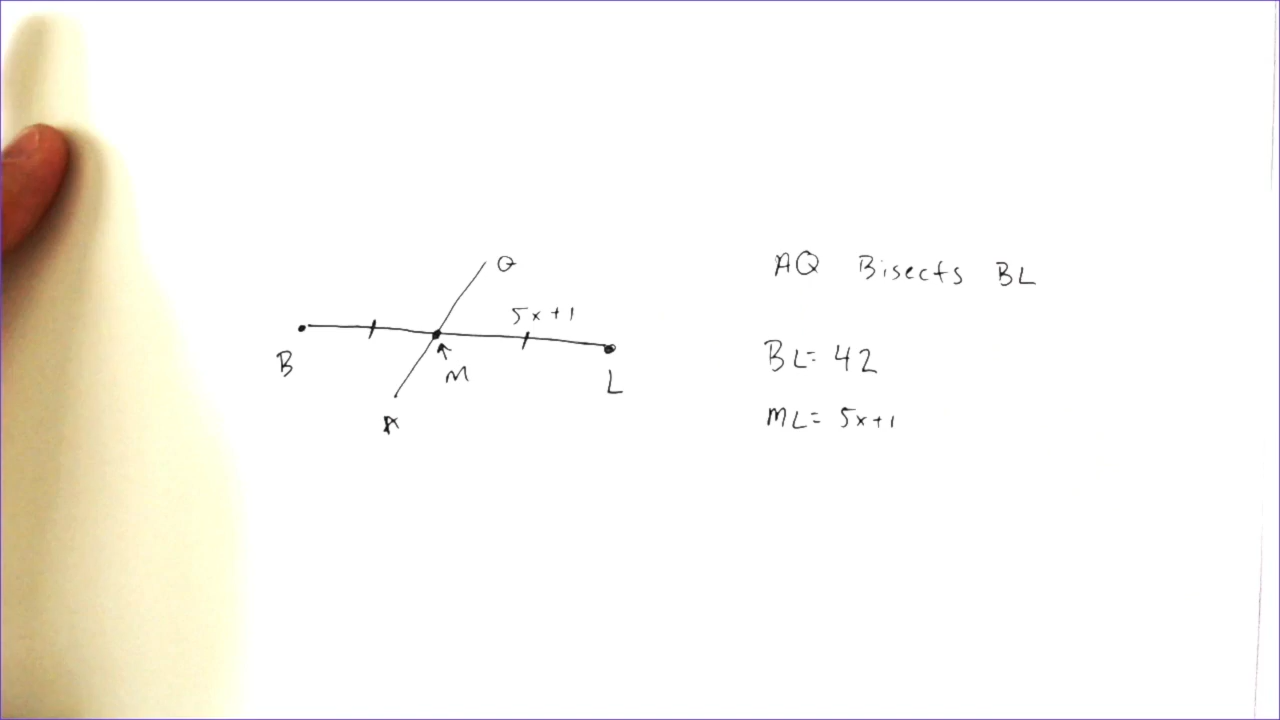 Q
5x+1
B
M
L
A
AQ Bisects BL
BL= 42
ML= 5x+1